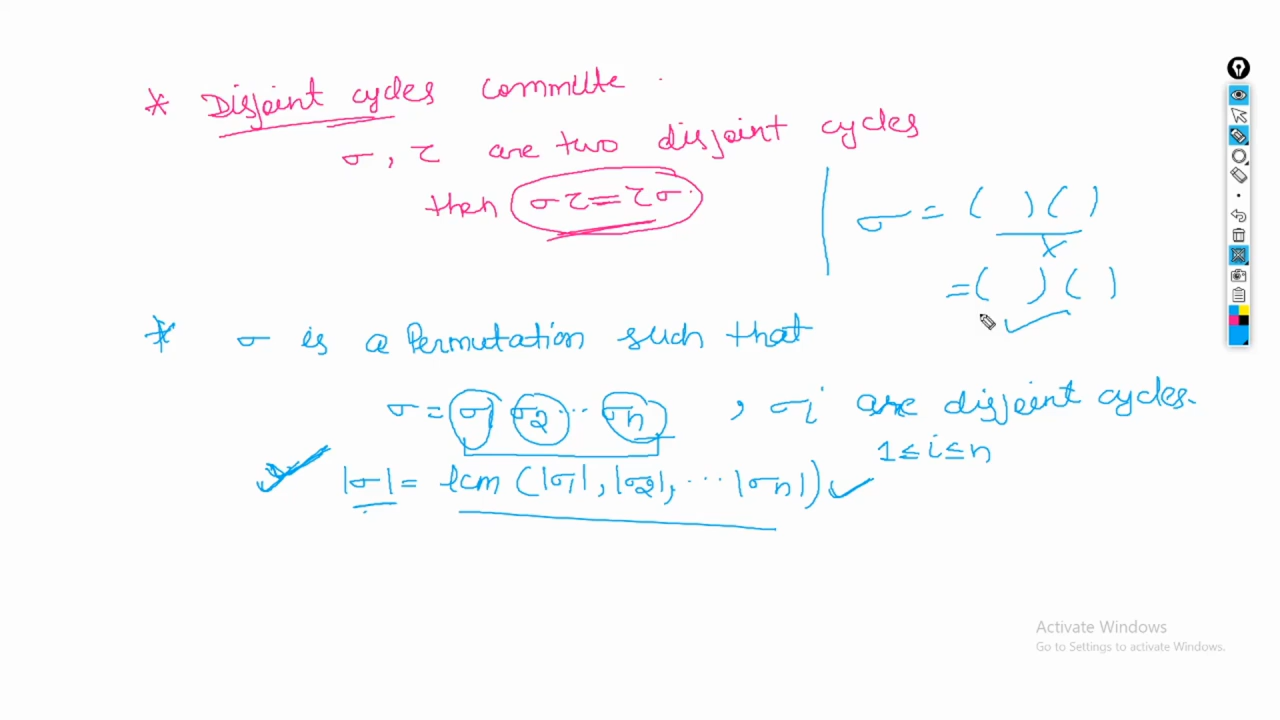 * Disjoint cycles commute.
σ, τ are two disjoint cycles
then στ = τσ.
σ = ( ) ( )
x
= ( ) ( ) ✓
* σ is a Permutation such that
σ = σ1 σ2 ... σn , σi are disjoint cycles.
1 ≤ i ≤ n
|σ| = lcm (|σ1|, |σ2|, ... |σn|) ✓
Activate Windows
Go to Settings to activate Windows.